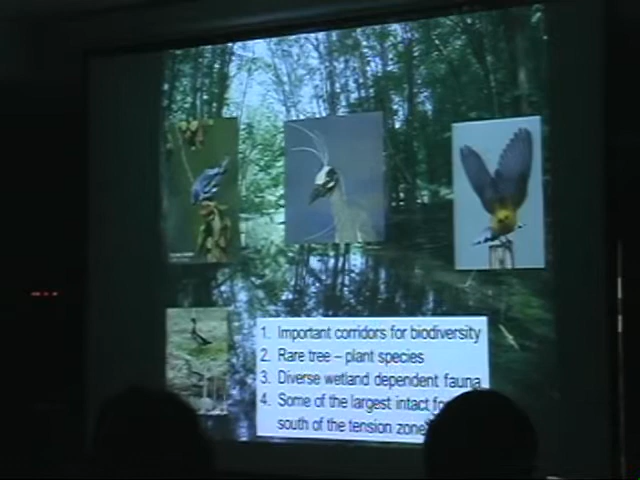 1. Important corridors for biodiversity
2. Rare tree – plant species
3. Diverse wetland dependent fauna
4. Some of the largest intact fo
south of the tension zone